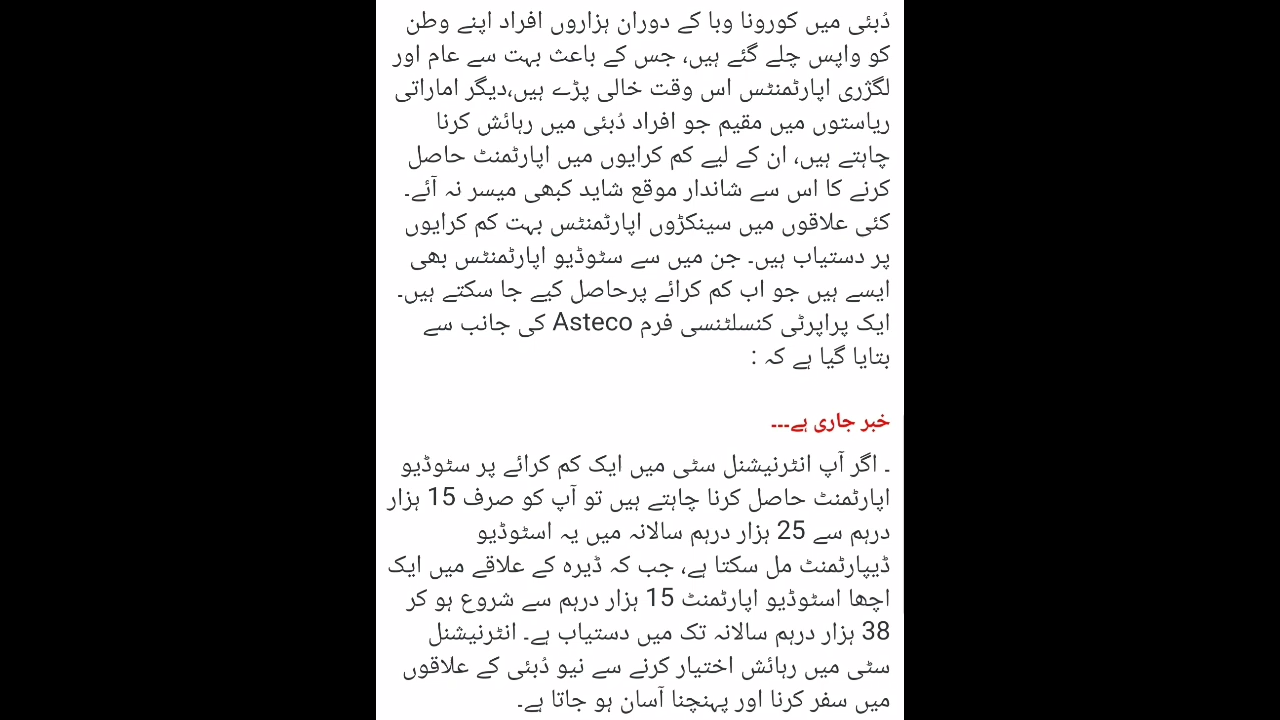 دُبئی میں کورونا وبا کے دوران ہزاروں افراد اپنے وطن
کو واپس چلے گئے ہیں، جس کے باعث بہت سے عام اور
لگژری اپارٹمنٹس اس وقت خالی پڑے ہیں،دیگر اماراتی
ریاستوں میں مقیم جو افراد دُبئی میں رہائش کرنا
چاہتے ہیں، ان کے لیے کم کرایوں میں اپارٹمنٹ حاصل
کرنے کا اس سے شاندار موقع شاید کبھی میسر نہ آئے۔
کئی علاقوں میں سینکڑوں اپارٹمنٹس بہت کم کرایوں
پر دستیاب ہیں۔ جن میں سے سٹوڈیو اپارٹمنٹس بھی
ایسے ہیں جو اب کم کرائے پرحاصل کیے جا سکتے ہیں۔
ایک پراپرٹی کنسلٹنسی فرم Asteco کی جانب سے
بتایا گیا ہے کہ :
خبر جاری ہے۔۔۔
۔ اگر آپ انٹرنیشنل سٹی میں ایک کم کرائے پر سٹوڈیو
اپارٹمنٹ حاصل کرنا چاہتے ہیں تو آپ کو صرف 15 ہزار
درہم سے 25 ہزار درہم سالانہ میں یہ اسٹوڈیو
ڈیپارٹمنٹ مل سکتا ہے، جب کہ ڈیرہ کے علاقے میں ایک
اچھا اسٹوڈیو اپارٹمنٹ 15 ہزار درہم سے شروع ہو کر
38 ہزار درہم سالانہ تک میں دستیاب ہے۔ انٹرنیشنل
سٹی میں رہائش اختیار کرنے سے نیو دُبئی کے علاقوں
میں سفر کرنا اور پہنچنا آسان ہو جاتا ہے۔